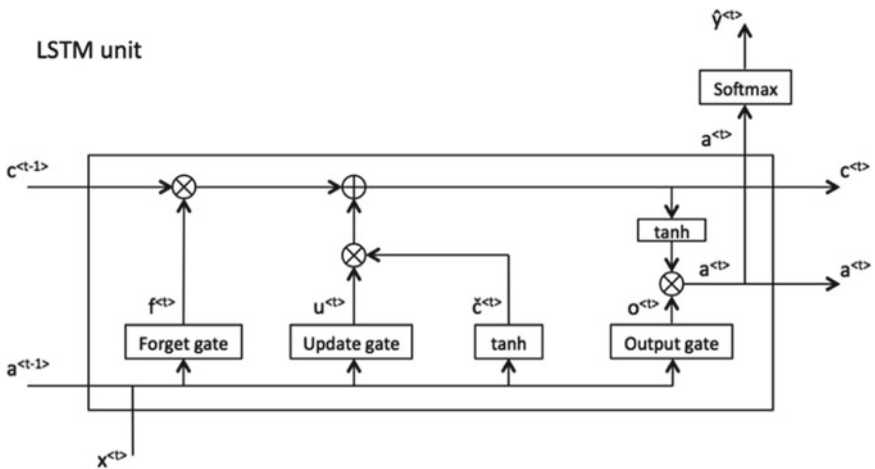 LSTM unit
ŷ<t>
Softmax
a<t>
c<t-1>
c<t>
tanh
a<t>
a<t>
f<t>
u<t>
č<t>
o<t>
Forget gate
Update gate
tanh
Output gate
a<t-1>
x<t>